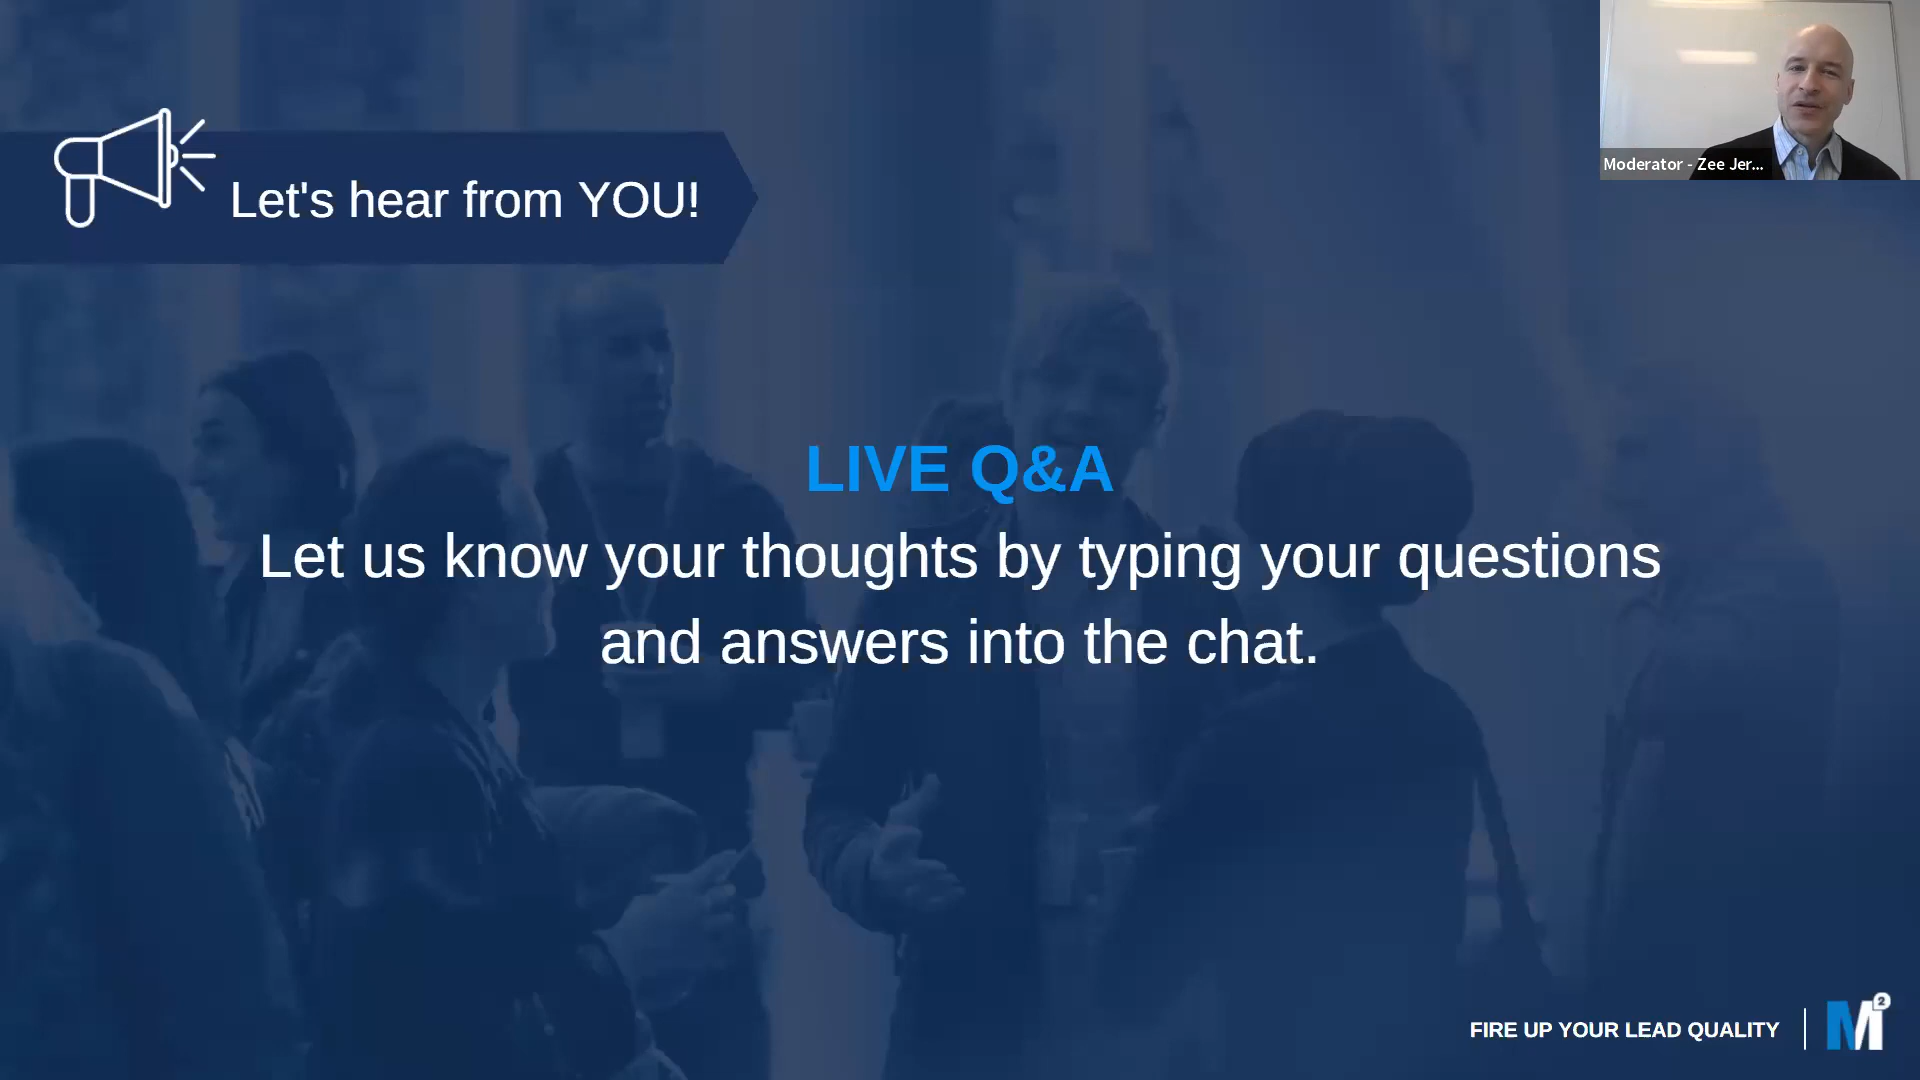 Moderator - Zee Jer...
Let's hear from YOU!
LIVE Q&A
Let us know your thoughts by typing your questions
and answers into the chat.
FIRE UP YOUR LEAD QUALITY
M2